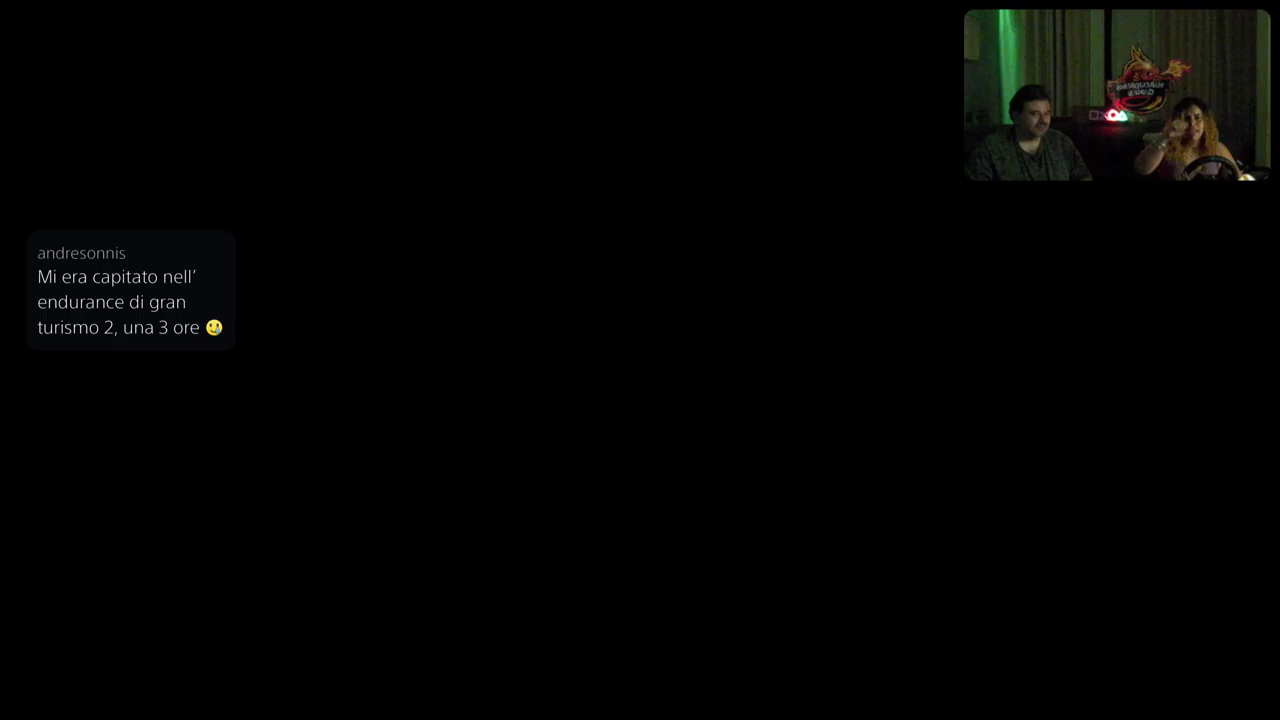 andresonnis
Mi era capitato nell'
endurance di gran
turismo 2, una 3 ore 🥲